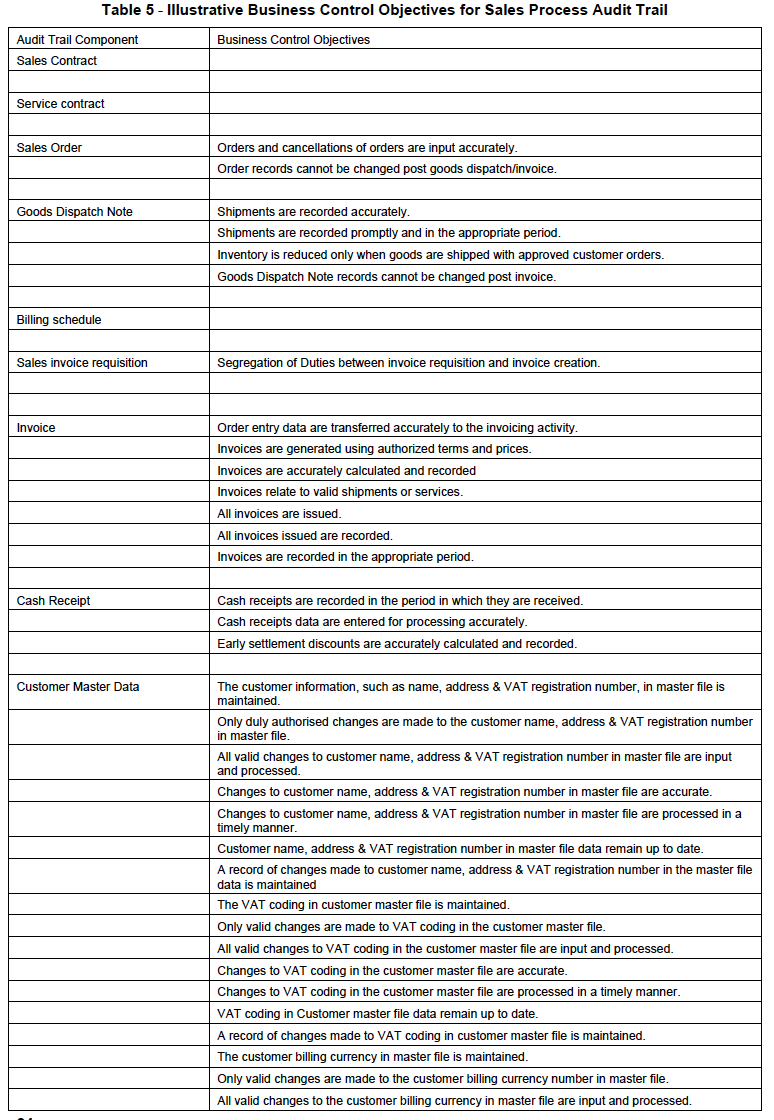 Table 5 - Illustrative Business Control Objectives for Sales Process Audit Trail
Audit Trail Component Business Control Objectives
Sales Contract
Service contract
Sales Order Orders and cancellations of orders are input accurately.
Order records cannot be changed post goods dispatch/invoice.
Goods Dispatch Note Shipments are recorded accurately.
Shipments are recorded promptly and in the appropriate period.
Inventory is reduced only when goods are shipped with approved customer orders.
Goods Dispatch Note records cannot be changed post invoice.
Billing schedule
Sales invoice requisition Segregation of Duties between invoice requisition and invoice creation.
Invoice Order entry data are transferred accurately to the invoicing activity.
Invoices are generated using authorized terms and prices.
Invoices are accurately calculated and recorded
Invoices relate to valid shipments or services.
All invoices are issued.
All invoices issued are recorded.
Invoices are recorded in the appropriate period.
Cash Receipt Cash receipts are recorded in the period in which they are received.
Cash receipts data are entered for processing accurately.
Early settlement discounts are accurately calculated and recorded.
Customer Master Data The customer information, such as name, address & VAT registration number, in master file is
maintained.
Only duly authorised changes are made to the customer name, address & VAT registration number
in master file.
All valid changes to customer name, address & VAT registration number in master file are input
and processed.
Changes to customer name, address & VAT registration number in master file are accurate.
Changes to customer name, address & VAT registration number in master file are processed in a
timely manner.
Customer name, address & VAT registration number in master file data remain up to date.
A record of changes made to customer name, address & VAT registration number in the master file
data is maintained
The VAT coding in customer master file is maintained.
Only valid changes are made to VAT coding in the customer master file.
All valid changes to VAT coding in the customer master file are input and processed.
Changes to VAT coding in the customer master file are accurate.
Changes to VAT coding in the customer master file are processed in a timely manner.
VAT coding in Customer master file data remain up to date.
A record of changes made to VAT coding in customer master file is maintained.
The customer billing currency in master file is maintained.
Only valid changes are made to the customer billing currency number in master file.
All valid changes to the customer billing currency in master file are input and processed.